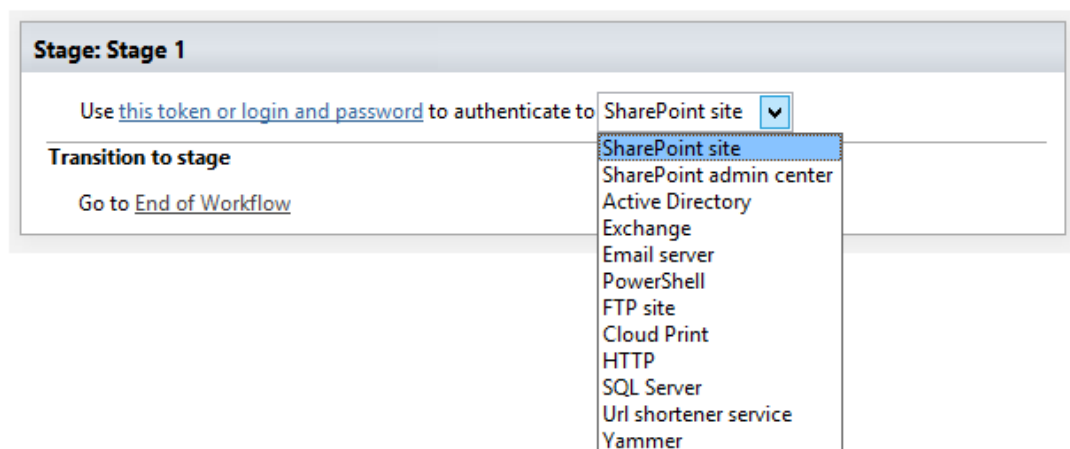 Stage: Stage 1
Use this token or login and password to authenticate to SharePoint site
SharePoint site
Transition to stage
SharePoint admin center
Go to End of Workflow
Active Directory
Exchange
Email server
PowerShell
FTP site
Cloud Print
HTTP
SQL Server
Url shortener service
Yammer